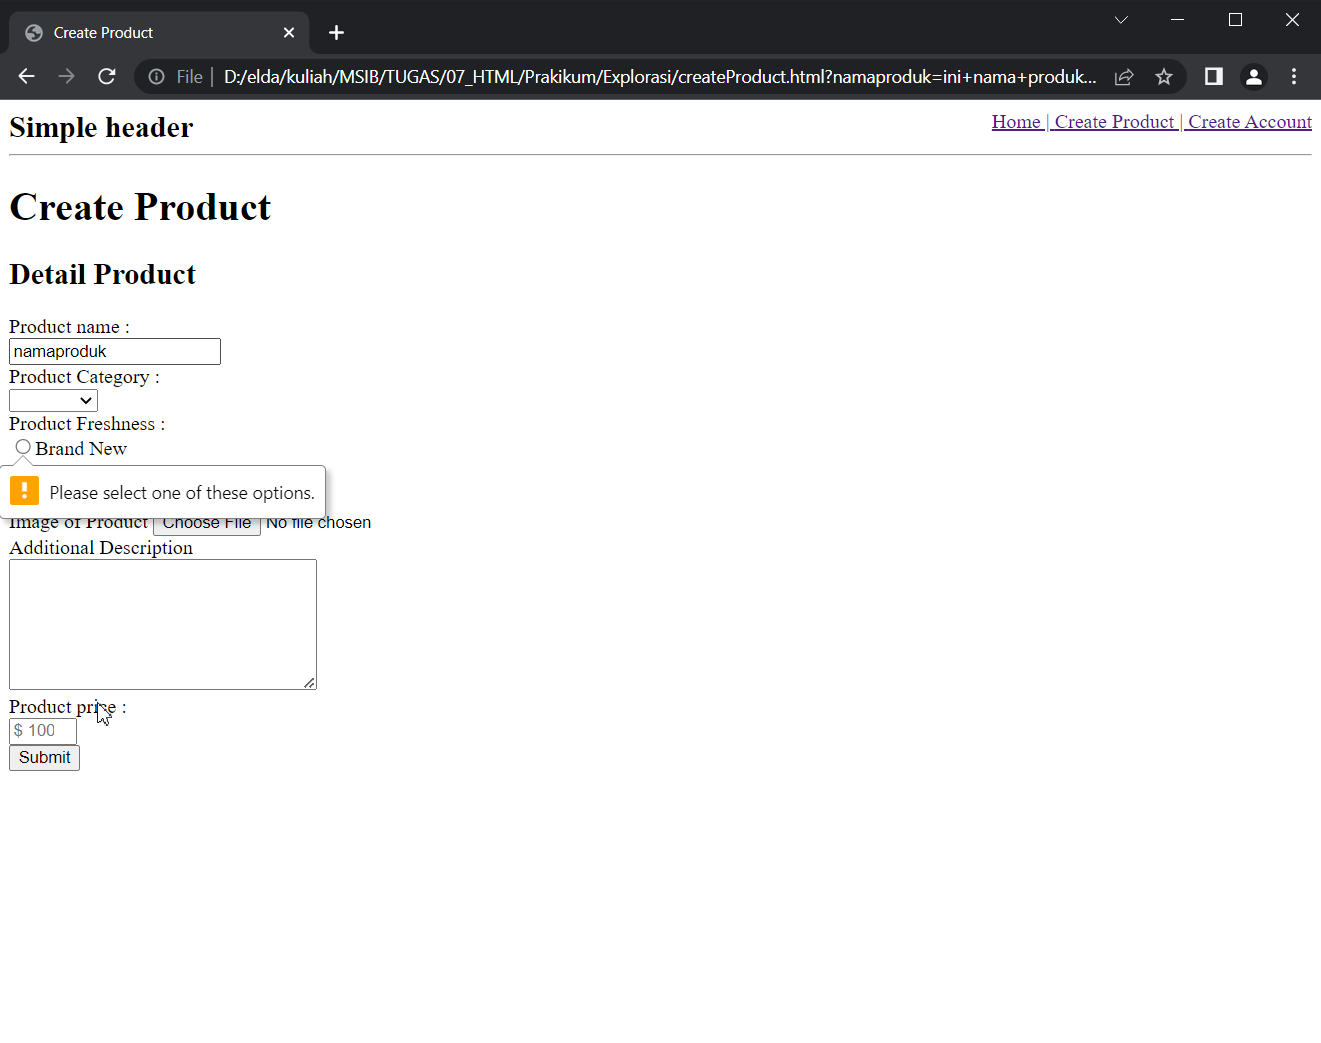 Create Product
File | D:/elda/kuliah/MSIB/TUGAS/07_HTML/Prakikum/Explorasi/createProduct.html?namaproduk=ini+nama+produk...
Simple header
Home | Create Product | Create Account
Create Product
Detail Product
Product name :
namaproduk
Product Category :
Product Freshness :
Brand New
Please select one of these options.
Image of Product Choose File No file chosen
Additional Description
Product price :
$ 100
Submit